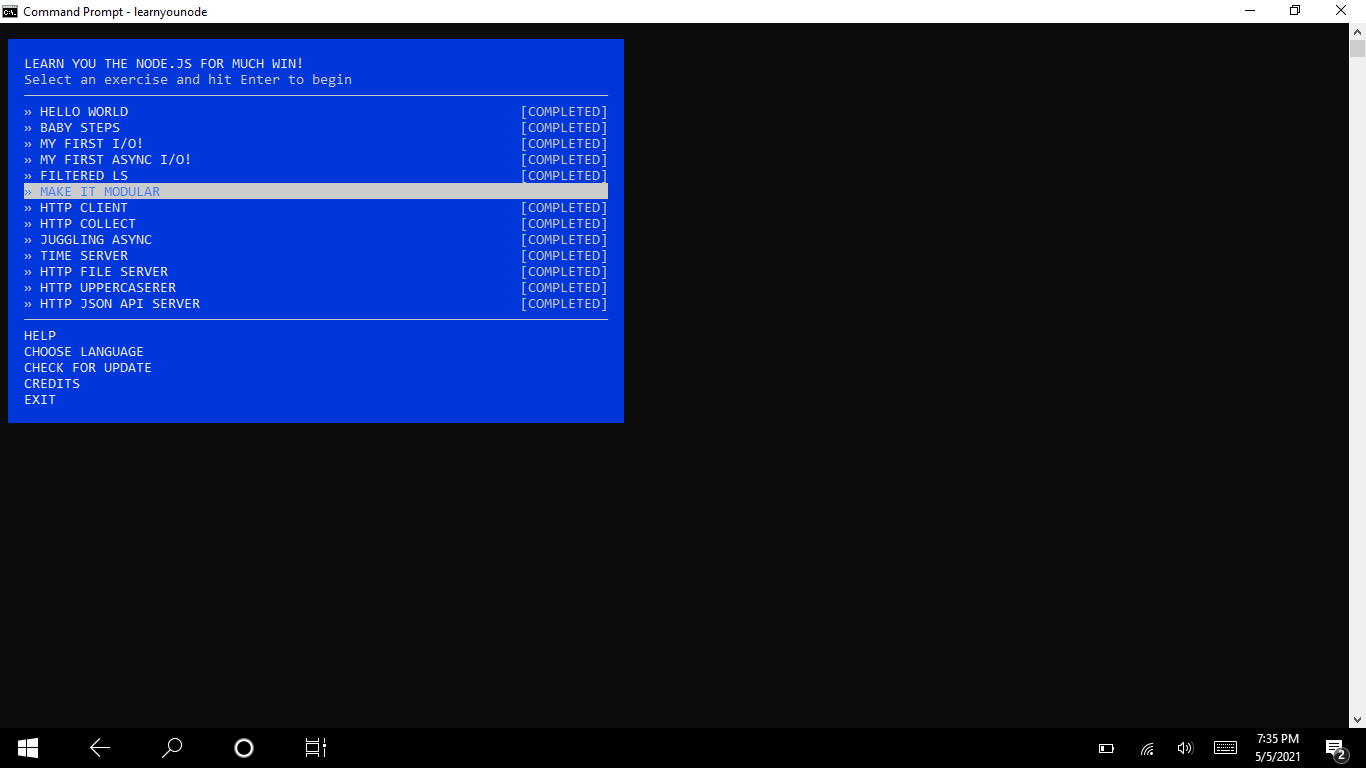 Command Prompt - learnyounode
LEARN YOU THE NODE.JS FOR MUCH WIN!
Select an exercise and hit Enter to begin
» HELLO WORLD [COMPLETED]
» BABY STEPS [COMPLETED]
» MY FIRST I/O! [COMPLETED]
» MY FIRST ASYNC I/O! [COMPLETED]
» FILTERED LS [COMPLETED]
» MAKE IT MODULAR
» HTTP CLIENT [COMPLETED]
» HTTP COLLECT [COMPLETED]
» JUGGLING ASYNC [COMPLETED]
» TIME SERVER [COMPLETED]
» HTTP FILE SERVER [COMPLETED]
» HTTP UPPERCASERER [COMPLETED]
» HTTP JSON API SERVER [COMPLETED]
HELP
CHOOSE LANGUAGE
CHECK FOR UPDATE
CREDITS
EXIT
7:35 PM
5/5/2021
2